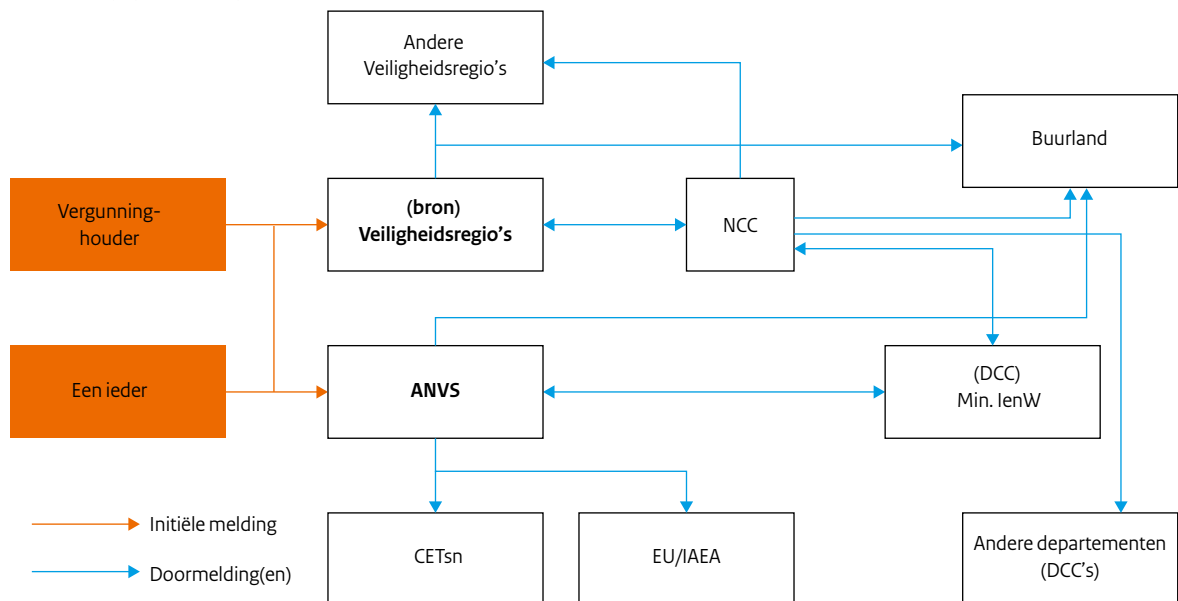 Andere
Veiligheidsregio’s
Buurland
Vergunning-
houder
(bron)
Veiligheidsregio’s
NCC
Een ieder
ANVS
(DCC)
Min. IenW
Initiële melding
Doormelding(en)
CETsn
EU/IAEA
Andere departementen
(DCC’s)